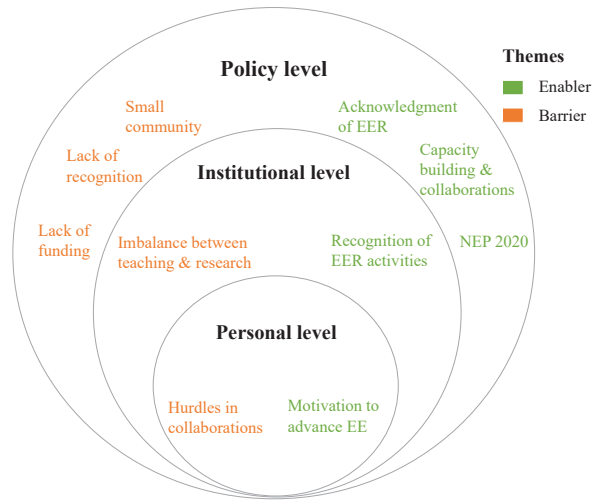 Policy level
Themes
Enabler
Barrier
Small
community
Acknowledgment
of EER
Lack of
recognition
Capacity
building &
collaborations
Institutional level
Lack of
funding
Imbalance between
teaching & research
Recognition of
EER activities
NEP 2020
Personal level
Hurdles in
collaborations
Motivation to
advance EE